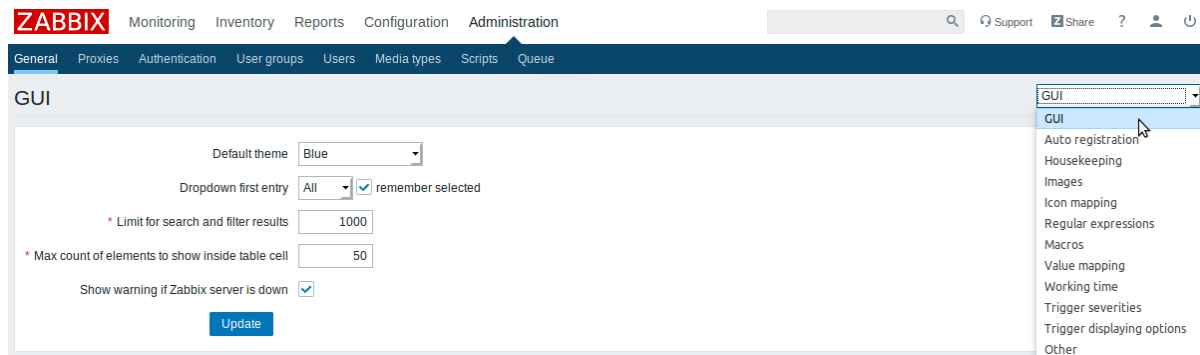 ZABBIX Monitoring Inventory Reports Configuration Administration Support Z Share ?
General Proxies Authentication User groups Users Media types Scripts Queue
GUI GUI
GUI
Default theme Blue
Auto registration
Housekeeping
Dropdown first entry All remember selected
Images
Icon mapping
* Limit for search and filter results 1000
Regular expressions
Macros
* Max count of elements to show inside table cell 50
Value mapping
Working time
Show warning if Zabbix server is down
Trigger severities
Update
Trigger displaying options
Other